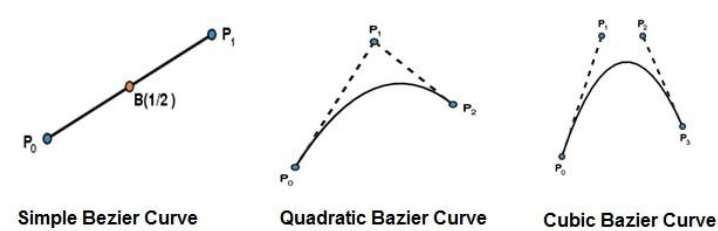 P1
B(1/2)
P0
Simple Bezier Curve
P1
P2
P0
Quadratic Bazier Curve
P1 P2
P3
P0
Cubic Bazier Curve